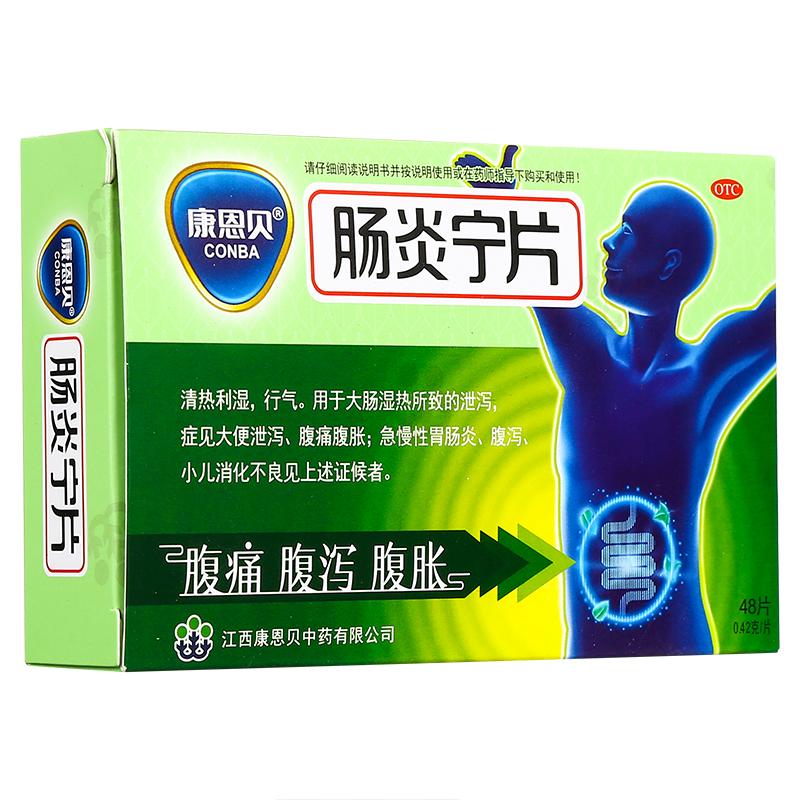 请仔细阅读说明书并按说明使用或在药师指导下购买和使用！
OTC
康恩贝®
CONBA
肠炎宁片
清热利湿，行气。用于大肠湿热所致的泄泻，
症见大便泄泻、腹痛腹胀；急慢性胃肠炎、腹泻、
小儿消化不良见上述证候者。
腹痛 腹泻 腹胀
48片
0.42克/片
江西康恩贝中药有限公司
康恩贝®
CONBA
肠炎宁片